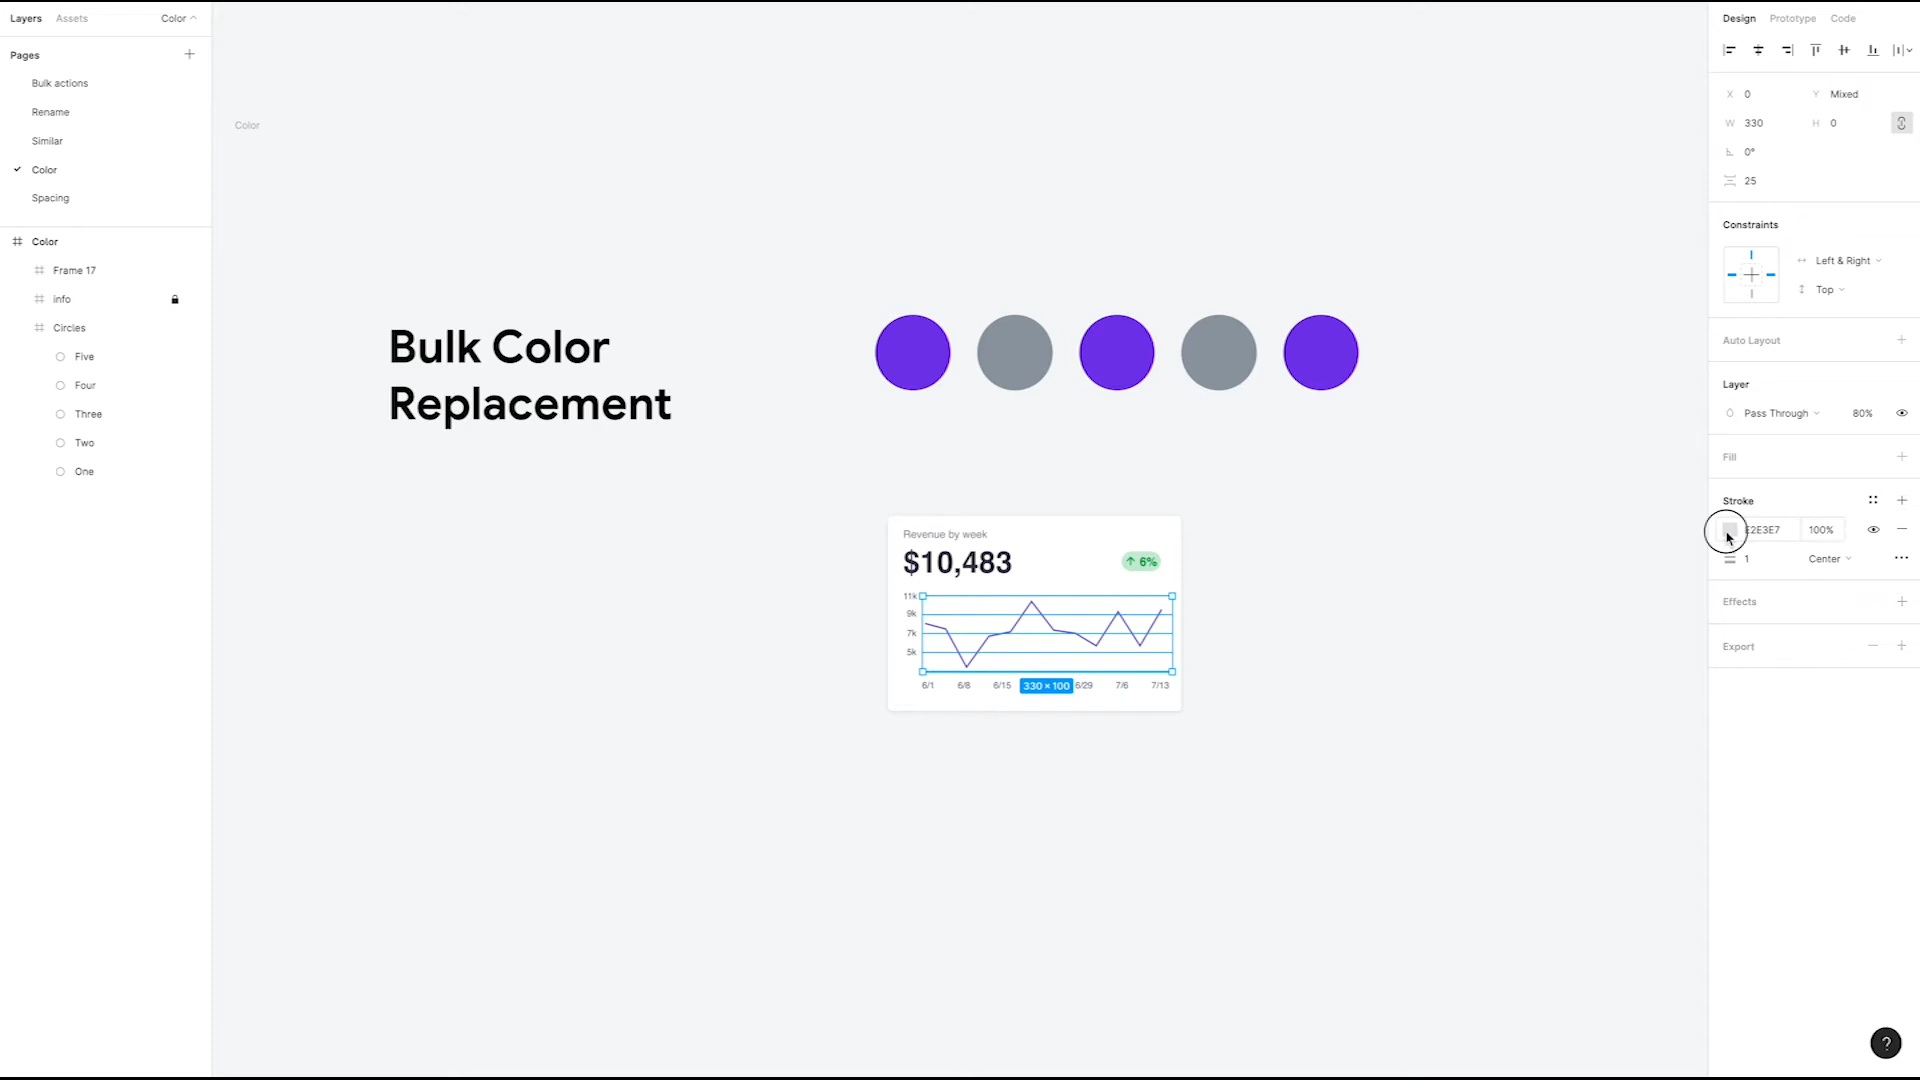 Layers Assets Color
Pages
Bulk actions
Rename
Similar
Color
Spacing
Color
Frame 17
info
Circles
Five
Four
Three
Two
One
Color
Bulk Color
Replacement
Revenue by week
$10,483
↑ 6%
11k
9k
7k
5k
6/1 6/8 6/15 330 × 100 6/29 7/6 7/13
Design Prototype Code
X 0 Y Mixed
W 330 H 0
0°
25
Constraints
Left & Right
Top
Auto Layout
Layer
Pass Through 80%
Fill
Stroke
E2E3E7 100%
1 Center
Effects
Export
?